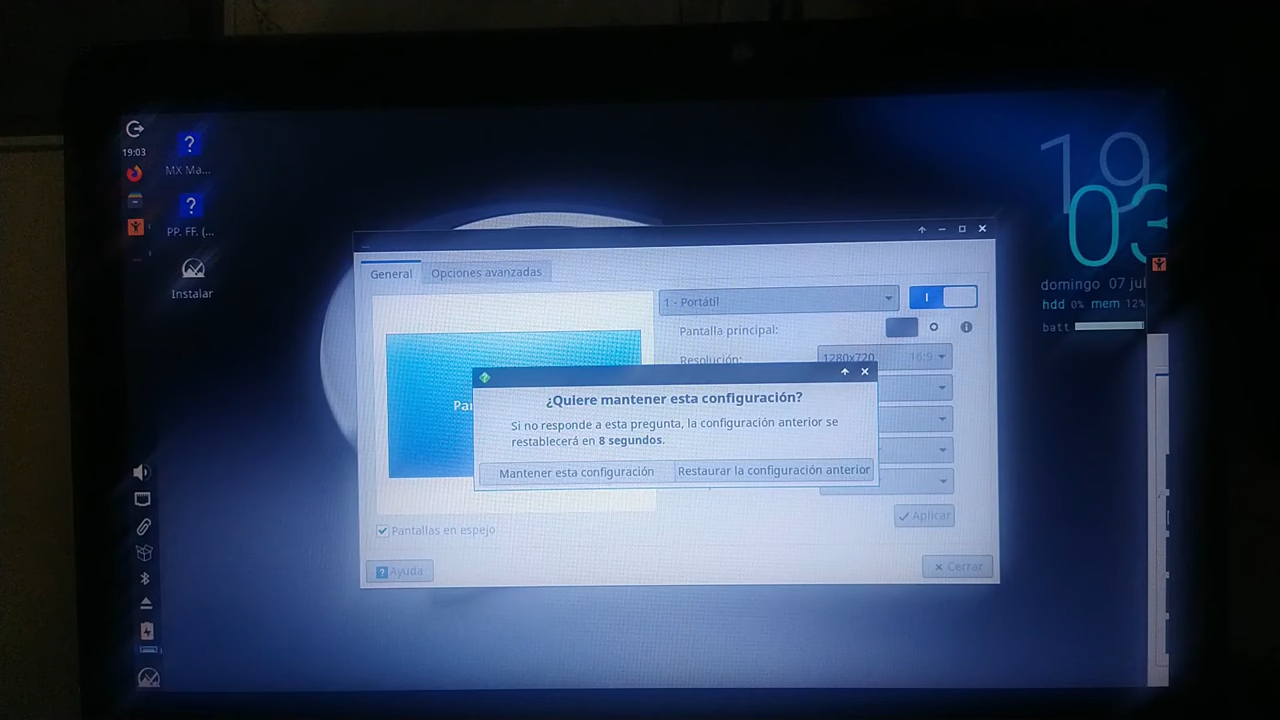 19:03
MX Ma...
PP. FF. (...
Instalar
19
03
domingo 07 jul
hdd 0% mem 12%
batt
General
Opciones avanzadas
1 - Portátil
Pantalla principal:
Resolución:
1280x720
16:9
¿Quiere mantener esta configuración?
Si no responde a esta pregunta, la configuración anterior se
restablecerá en 8 segundos.
Mantener esta configuración
Restaurar la configuración anterior
Aplicar
Pantallas en espejo
Ayuda
Cerrar